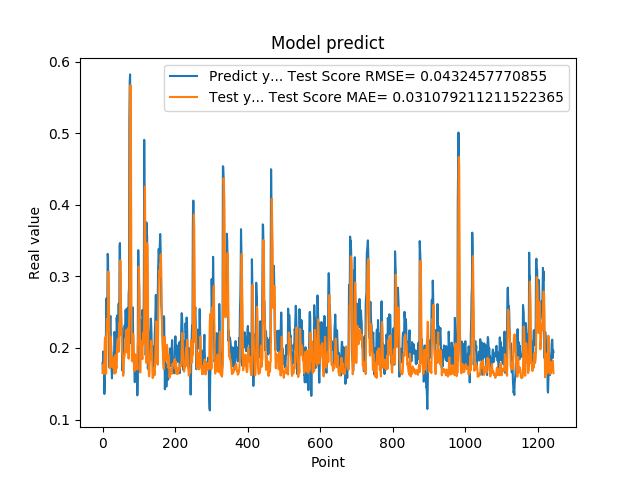 Model predict
Predict y... Test Score RMSE= 0.0432457770855
Test y... Test Score MAE= 0.031079211211522365
Real value
0.6
0.5
0.4
0.3
0.2
0.1
0 200 400 600 800 1000 1200
Point